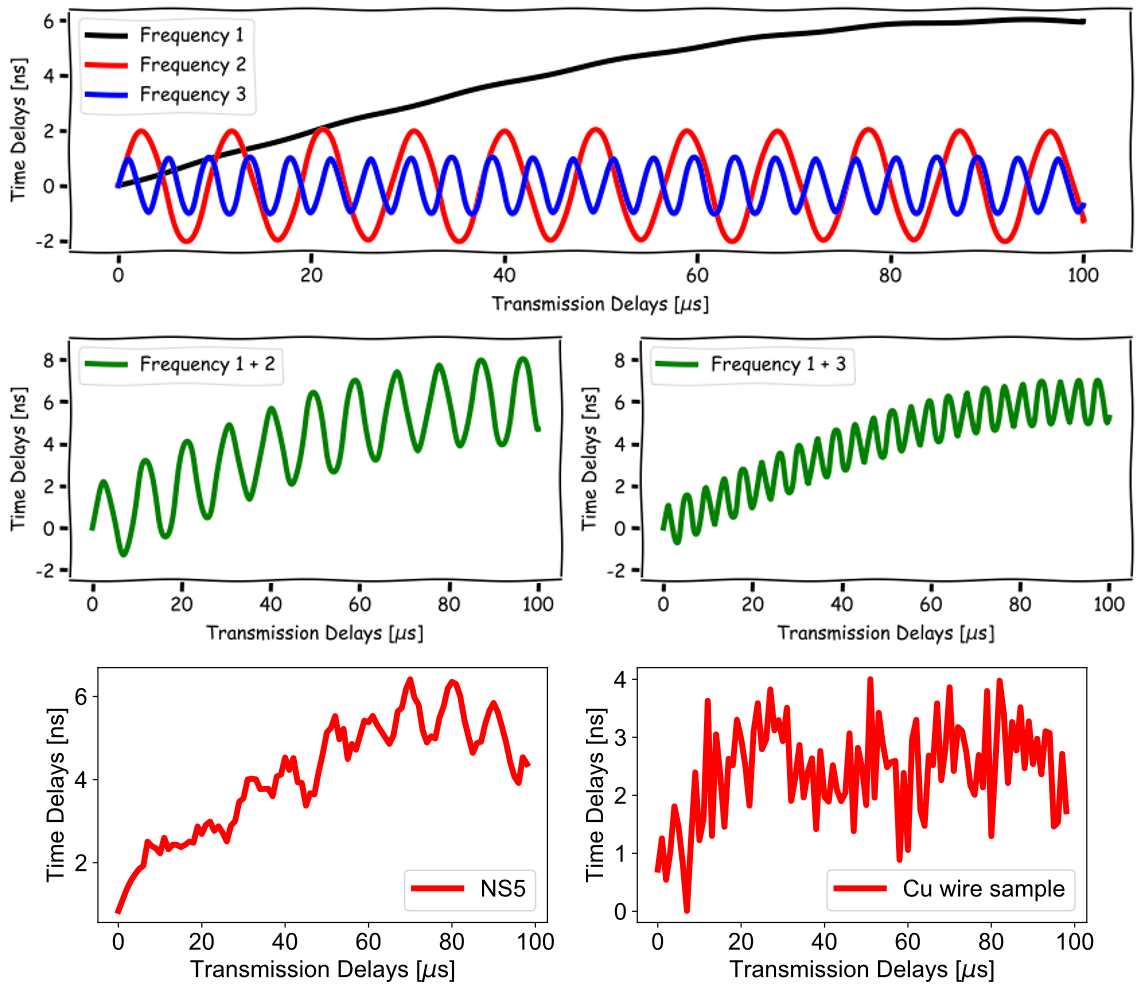 Time Delays [ns]
6
4
2
0
-2
Frequency 1
Frequency 2
Frequency 3
0 20 40 60 80 100
Transmission Delays [μs]
Time Delays [ns]
8
6
4
2
0
-2
Frequency 1 + 2
0 20 40 60 80 100
Transmission Delays [μs]
Time Delays [ns]
8
6
4
2
0
-2
Frequency 1 + 3
0 20 40 60 80 100
Transmission Delays [μs]
Time Delays [ns]
6
4
2
NS5
0 20 40 60 80 100
Transmission Delays [μs]
Time Delays [ns]
4
3
2
1
0
Cu wire sample
0 20 40 60 80 100
Transmission Delays [μs]